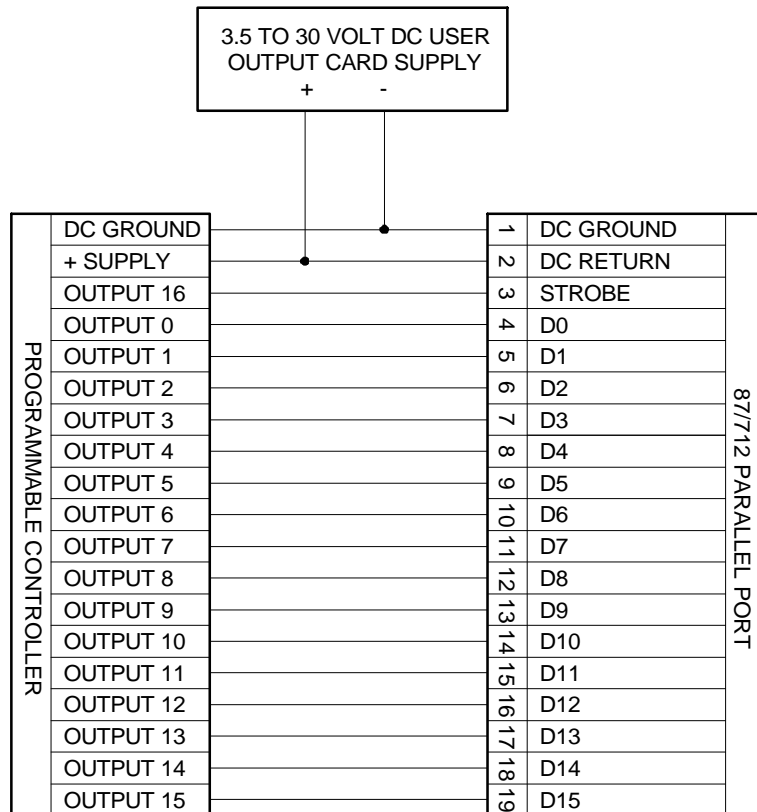 3.5 TO 30 VOLT DC USER
OUTPUT CARD SUPPLY
+ -
PROGRAMMABLE CONTROLLER
DC GROUND 1 DC GROUND
+ SUPPLY 2 DC RETURN
OUTPUT 16 3 STROBE
OUTPUT 0 4 D0
OUTPUT 1 5 D1
OUTPUT 2 6 D2
OUTPUT 3 7 D3
OUTPUT 4 8 D4
OUTPUT 5 9 D5
OUTPUT 6 10 D6
OUTPUT 7 11 D7
OUTPUT 8 12 D8
OUTPUT 9 13 D9
OUTPUT 10 14 D10
OUTPUT 11 15 D11
OUTPUT 12 16 D12
OUTPUT 13 17 D13
OUTPUT 14 18 D14
OUTPUT 15 19 D15
87/712 PARALLEL PORT